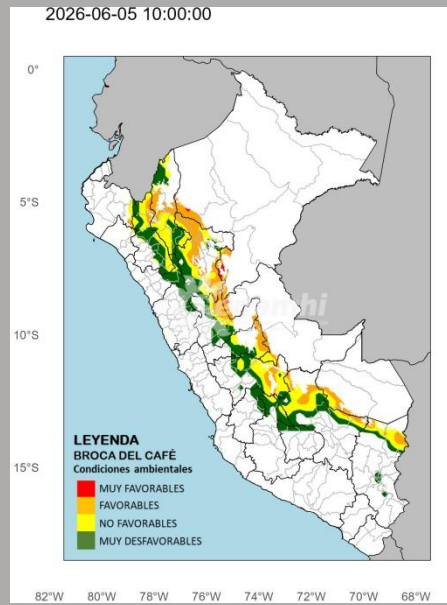 2026-06-05 10:00:00
0°
5°S
10°S
15°S
senamhi
LEYENDA
BROCA DEL CAFÉ
Condiciones ambientales
MUY FAVORABLES
FAVORABLES
NO FAVORABLES
MUY DESFAVORABLES
82°W 80°W 78°W 76°W 74°W 72°W 70°W 68°W